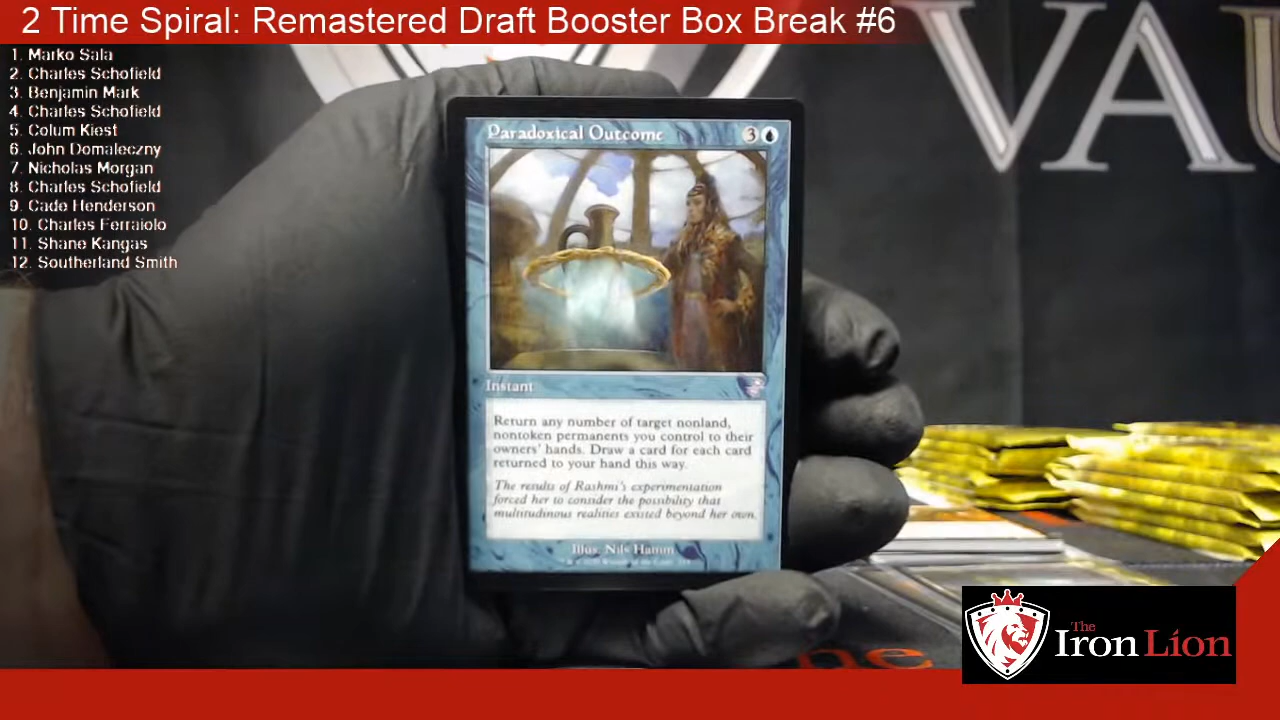 2 Time Spiral: Remastered Draft Booster Box Break #6
1. Marko Sala
2. Charles Schofield
3. Benjamin Mark
4. Charles Schofield
5. Colum Kiest
6. John Domaleczny
7. Nicholas Morgan
8. Charles Schofield
9. Cade Henderson
10. Charles Ferraiolo
11. Shane Kangas
12. Southerland Smith
VAU
Paradoxical Outcome 3
Instant
Return any number of target nonland,
nontoken permanents you control to their
owners' hands. Draw a card for each card
returned to your hand this way.
The results of Rashmi's experimentation
forced her to consider the possibility that
multitudinous realities existed beyond her own.
Illus. Nils Hamm
ne
The
Iron Lion